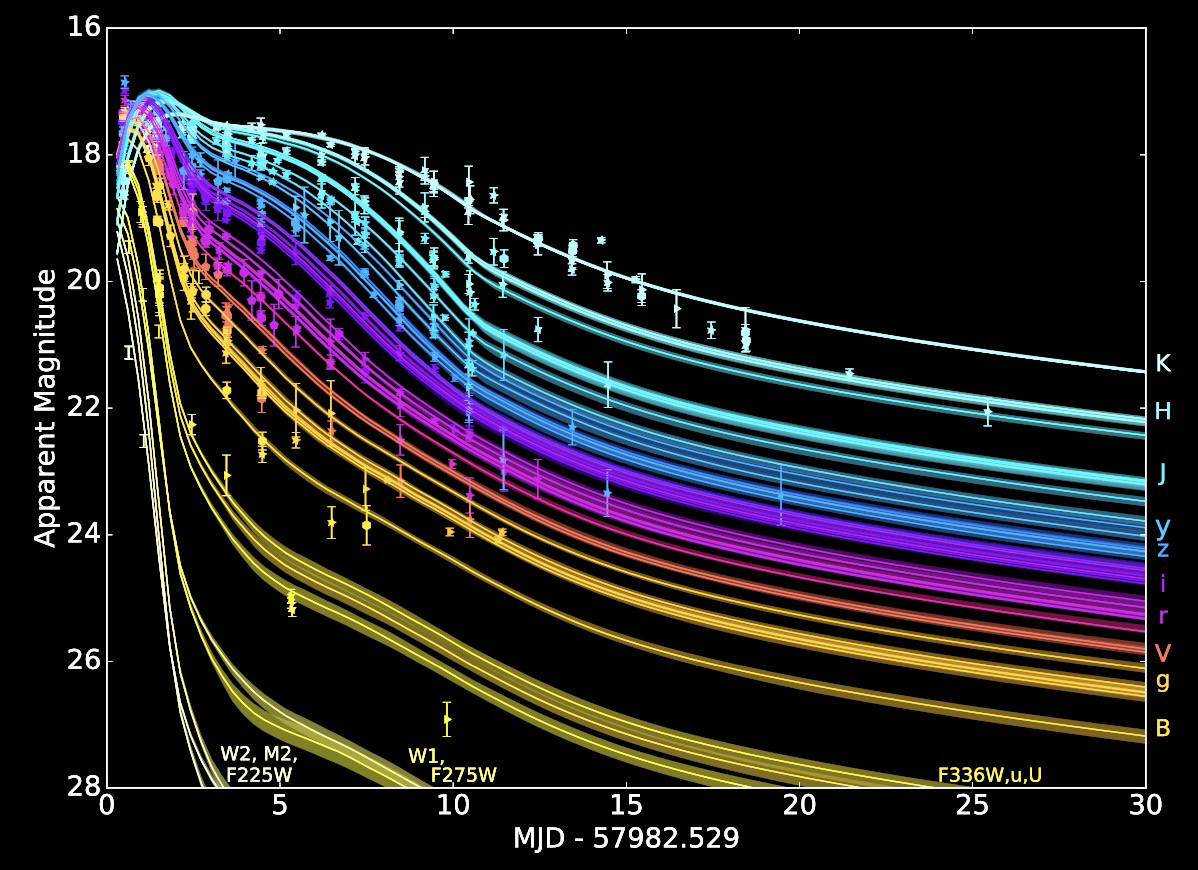 16
18
20
22
24
26
28
Apparent Magnitude
K
H
J
y
z
i
r
V
g
B
W2, M2,
F225W
W1,
F275W
F336W,u,U
0 5 10 15 20 25 30
MJD - 57982.529